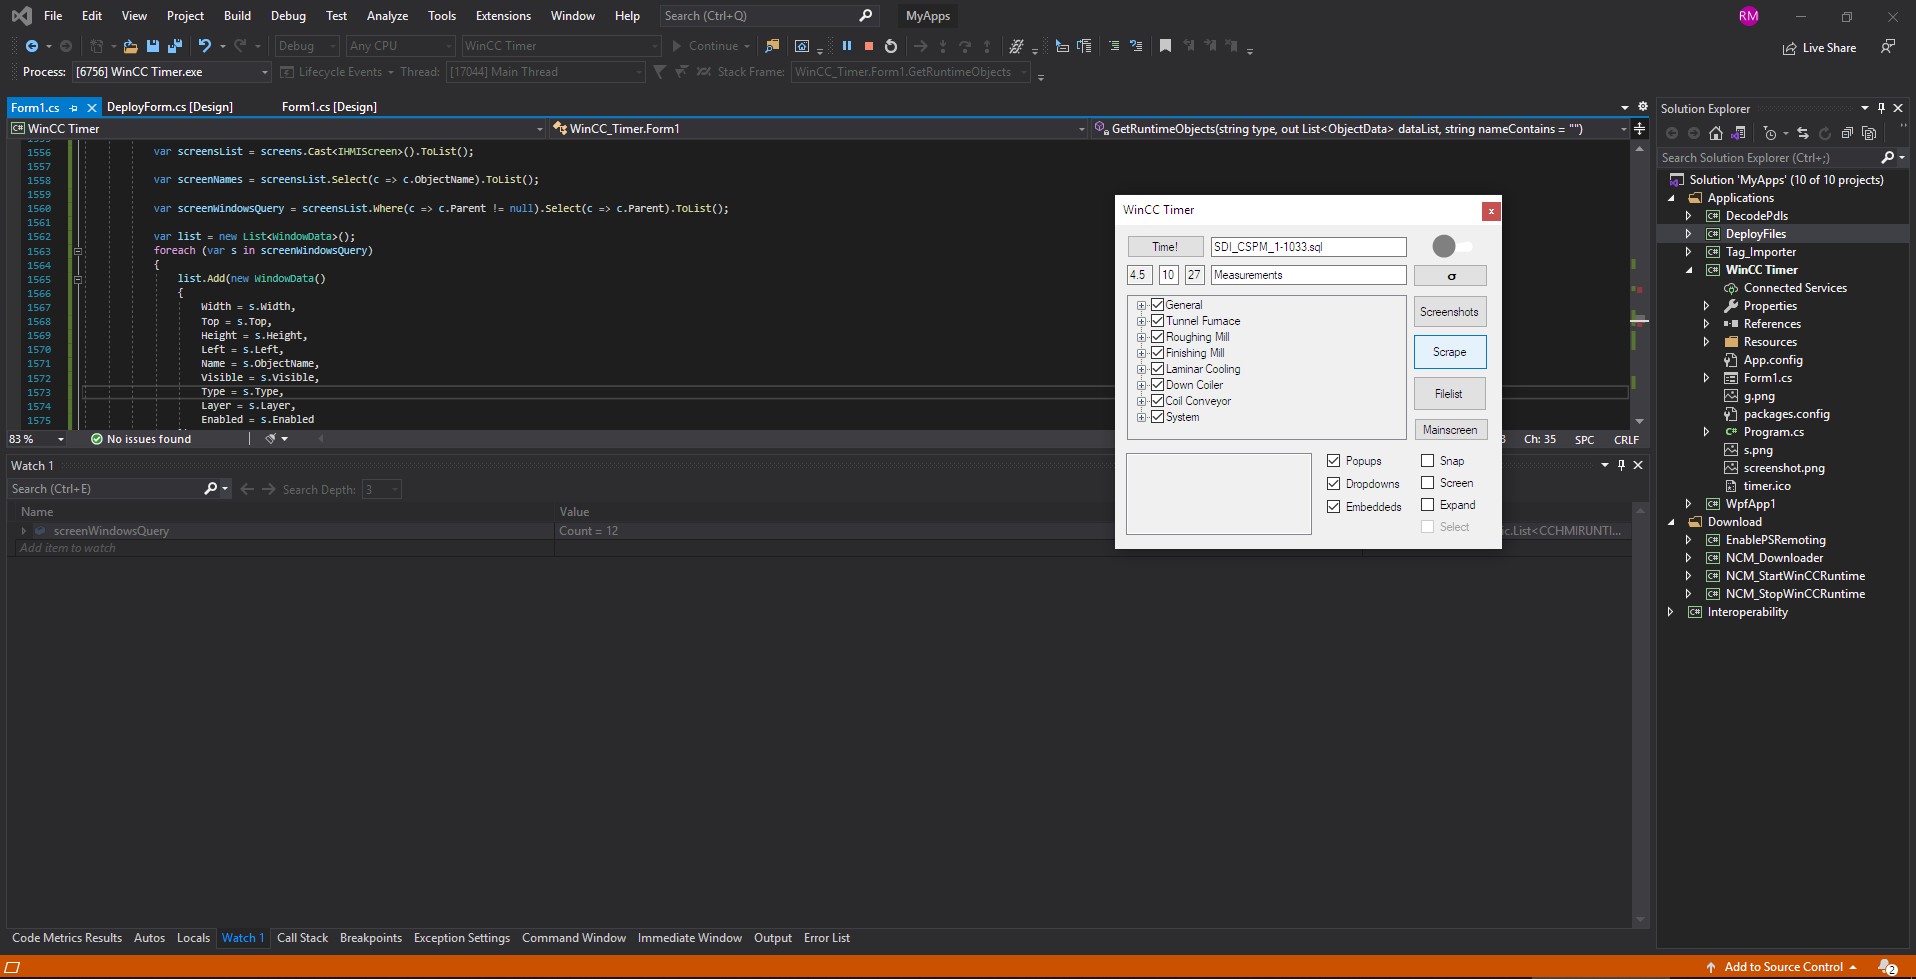 File Edit View Project Build Debug Test Analyze Tools Extensions Window Help Search (Ctrl+Q) MyApps RM
Debug Any CPU WinCC Timer Continue Live Share
Process: [6756] WinCC Timer.exe Lifecycle Events Thread: [17044] Main Thread Stack Frame: WinCC_Timer.Form1.GetRuntimeObjects
Form1.cs DeployForm.cs [Design] Form1.cs [Design]
WinCC Timer WinCC_Timer.Form1 GetRuntimeObjects(string type, out List<ObjectData> dataList, string nameContains = "")
1556 var screensList = screens.Cast<IHMIScreen>().ToList();
1557
1558 var screenNames = screensList.Select(c => c.ObjectName).ToList();
1559
1560 var screenWindowsQuery = screensList.Where(c => c.Parent != null).Select(c => c.Parent).ToList();
1561
1562 var list = new List<WindowData>();
1563 foreach (var s in screenWindowsQuery)
1564 {
1565 list.Add(new WindowData()
1566 {
1567 Width = s.Width,
1568 Top = s.Top,
1569 Height = s.Height,
1570 Left = s.Left,
1571 Name = s.ObjectName,
1572 Visible = s.Visible,
1573 Type = s.Type,
1574 Layer = s.Layer,
1575 Enabled = s.Enabled
83 % No issues found Ch: 35 SPC CRLF
Watch 1
Search (Ctrl+E) Search Depth: 3
Name Value
screenWindowsQuery Count = 12 ic.List<CCHMIRUNTI...
Add item to watch
WinCC Timer x
Time! SDI_CSPM_1-1033.sql
4.5 10 27 Measurements σ
General
Tunnel Furnace
Roughing Mill
Finishing Mill
Laminar Cooling
Down Coiler
Coil Conveyor
System
Screenshots
Scrape
Filelist
Mainscreen
Popups Snap
Dropdowns Screen
Embeddeds Expand
Select
Solution Explorer
Search Solution Explorer (Ctrl+;)
Solution 'MyApps' (10 of 10 projects)
Applications
DecodePdls
DeployFiles
Tag_Importer
WinCC Timer
Connected Services
Properties
References
Resources
App.config
Form1.cs
g.png
packages.config
Program.cs
s.png
screenshot.png
timer.ico
WpfApp1
Download
EnablePSRemoting
NCM_Downloader
NCM_StartWinCCRuntime
NCM_StopWinCCRuntime
Interoperability
Code Metrics Results Autos Locals Watch 1 Call Stack Breakpoints Exception Settings Command Window Immediate Window Output Error List
Add to Source Control 2